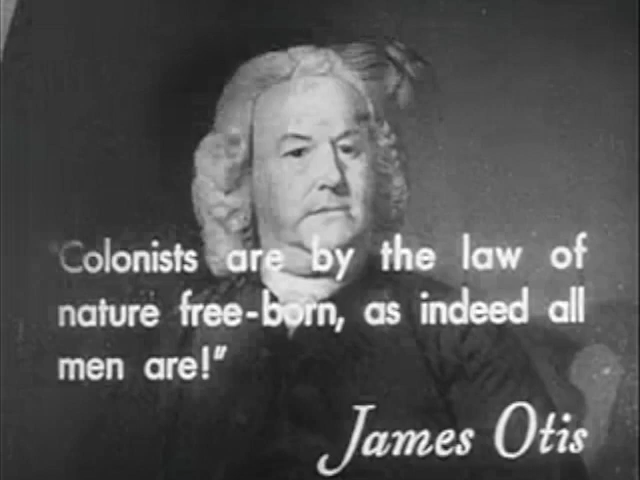 "Colonists are by the law of
nature free-born, as indeed all
men are!"
James Otis